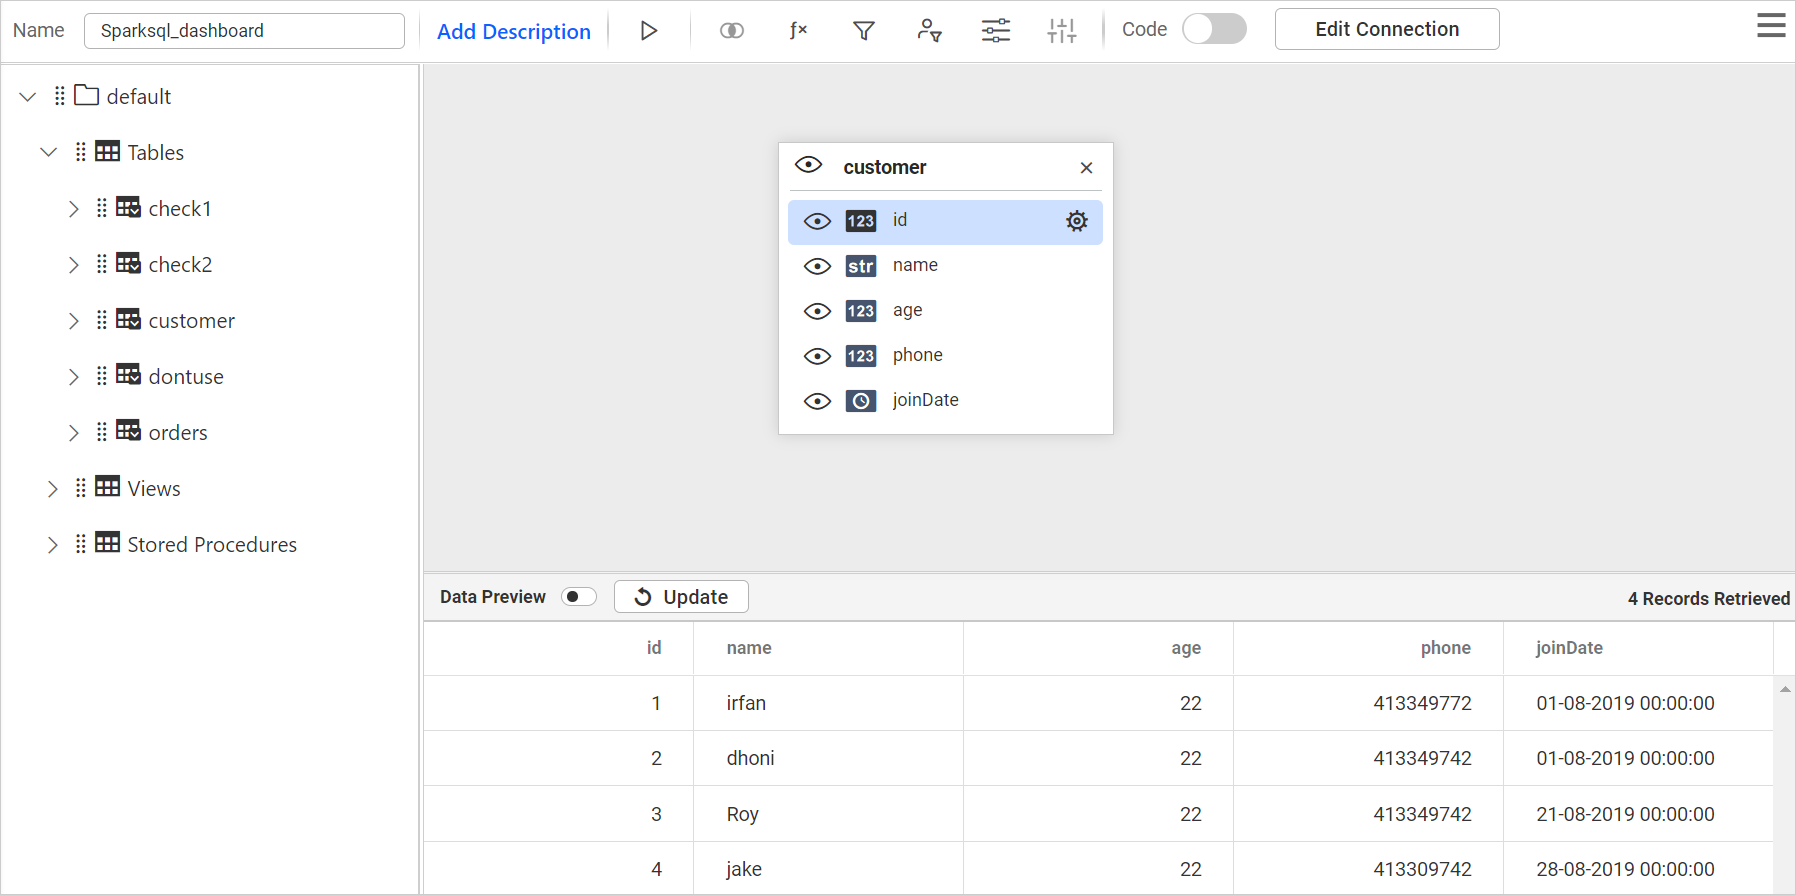 Name Sparksql_dashboard Add Description ƒx Code Edit Connection
default
Tables
check1
check2
customer
dontuse
orders
Views
Stored Procedures
customer
123 id
str name
123 age
123 phone
joinDate
Data Preview Update 4 Records Retrieved
id name age phone joinDate
1 irfan 22 413349772 01-08-2019 00:00:00
2 dhoni 22 413349742 01-08-2019 00:00:00
3 Roy 22 413349742 21-08-2019 00:00:00
4 jake 22 413309742 28-08-2019 00:00:00